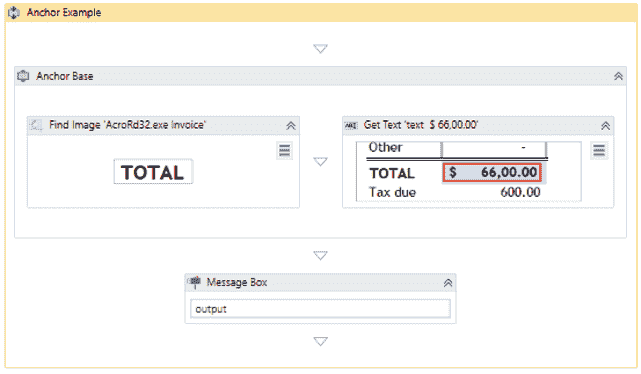 Anchor Example
Anchor Base
Find Image 'AcroRd32.exe Invoice'
TOTAL
Get Text 'text $ 66,00.00'
Other -
TOTAL $ 66,00.00
Tax due 600.00
Message Box
output